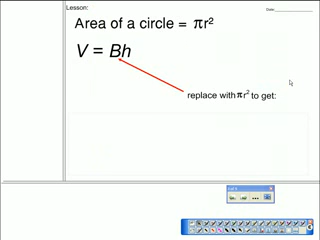 Lesson:
Date:
Area of a circle = πr²
V = Bh
replace with πr² to get: